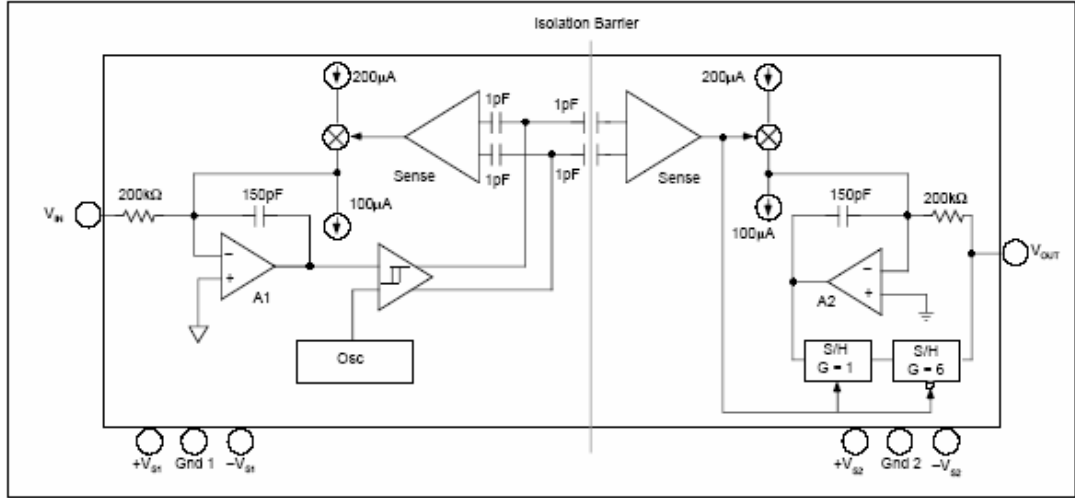 Isolation Barrier
200µA
200µA
1pF
1pF
1pF
1pF
Sense
Sense
200kΩ
150pF
100µA
150pF
200kΩ
100µA
V_IN
V_OUT
−
+
A1
−
+
A2
Osc
S/H
G = 1
S/H
G = 6
+V_S1
Gnd 1
−V_S1
+V_S2
Gnd 2
−V_S2